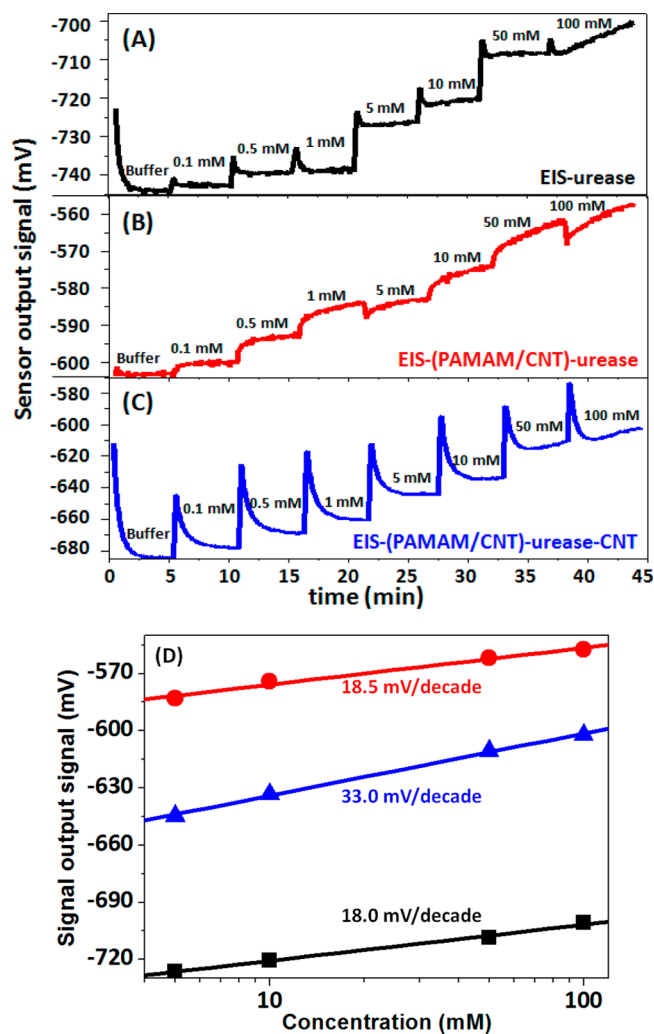 (A)
-700
-720
-740
Buffer
0.1 mM
0.5 mM
1 mM
5 mM
10 mM
50 mM
100 mM
EIS-urease
Sensor output signal (mV)
(B)
-560
-570
-580
-590
-600
Buffer
0.1 mM
0.5 mM
1 mM
5 mM
10 mM
50 mM
100 mM
EIS-(PAMAM/CNT)-urease
(C)
-580
-600
-620
-640
-660
-680
Buffer
0.1 mM
0.5 mM
1 mM
5 mM
10 mM
50 mM
100 mM
EIS-(PAMAM/CNT)-urease-CNT
0 5 10 15 20 25 30 35 40 45
time (min)
(D)
-570
-600
-630
-660
-690
-720
Signal output signal (mV)
18.5 mV/decade
33.0 mV/decade
18.0 mV/decade
10 100
Concentration (mM)